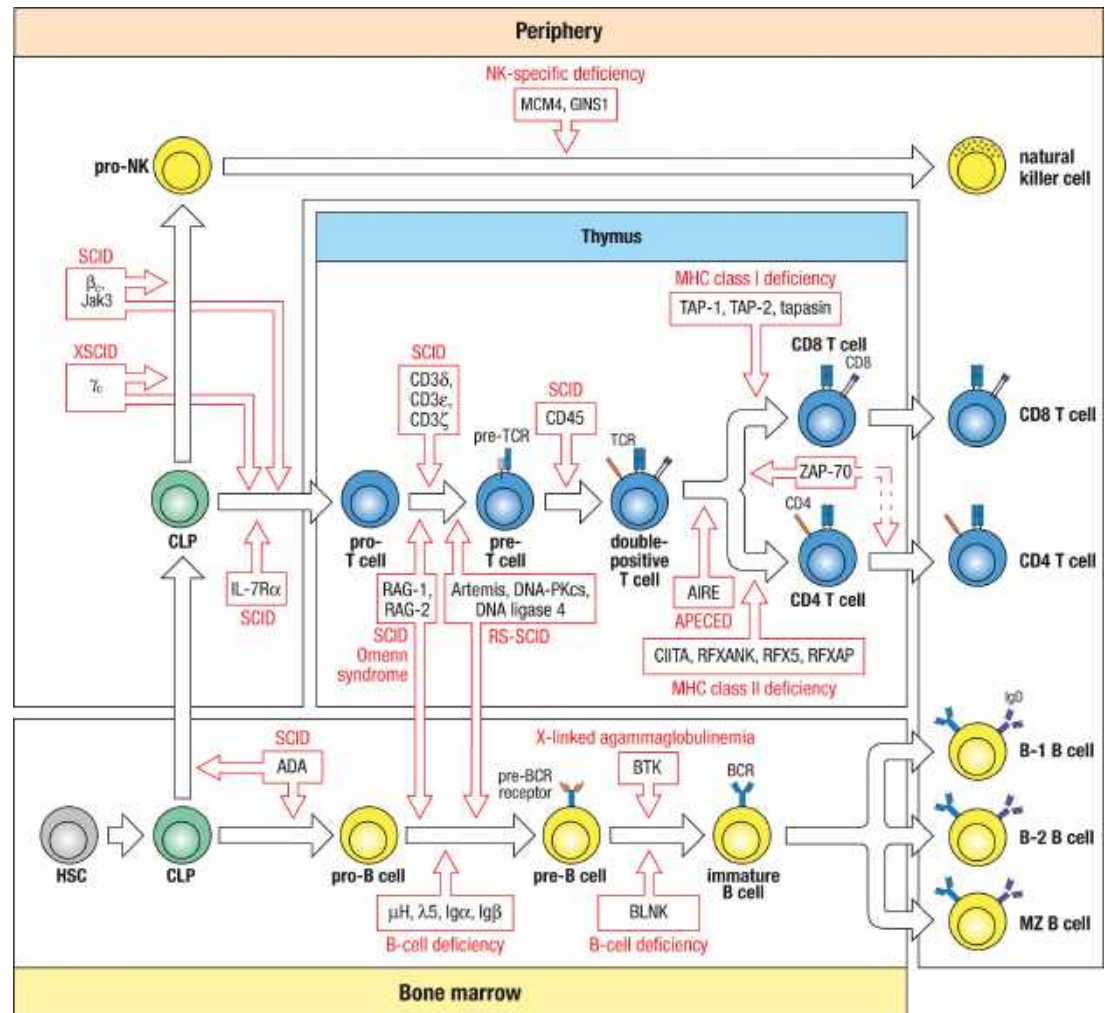 Periphery
NK-specific deficiency
MCM4, GINS1
pro-NK
natural
killer cell
Thymus
SCID
βc,
Jak3
XSCID
γc
MHC class I deficiency
TAP-1, TAP-2, tapasin
CD8 T cell
CD8
CD8 T cell
SCID
CD3δ,
CD3ε,
CD3ζ
SCID
CD45
pre-TCR
TCR
ZAP-70
CD4
CLP
pro-
T cell
pre-
T cell
double-
positive T cell
CD4 T cell
CD4 T cell
IL-7Rα
SCID
RAG-1,
RAG-2
SCID
Omenn
syndrome
Artemis, DNA-PKcs,
DNA ligase 4
RS-SCID
AIRE
APECED
CIITA, RFXANK, RFX5, RFXAP
MHC class II deficiency
IgD
B-1 B cell
SCID
ADA
X-linked agammaglobulinemia
BTK
pre-BCR
receptor
BCR
B-2 B cell
HSC
CLP
pro-B cell
pre-B cell
immature
B cell
μH, λ5, Igα, Igβ
B-cell deficiency
BLNK
B-cell deficiency
MZ B cell
Bone marrow